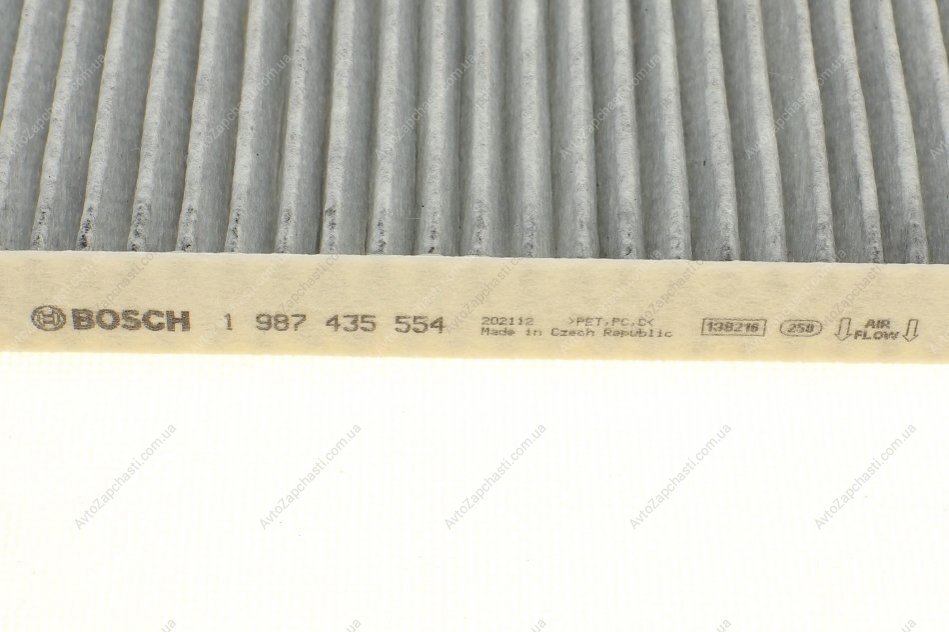 BOSCH 1 987 435 554
202112 >PET,PC,C<
Made in Czech Republic
138216
258
AIR
FLOW
AvtoZapchasti.com.ua